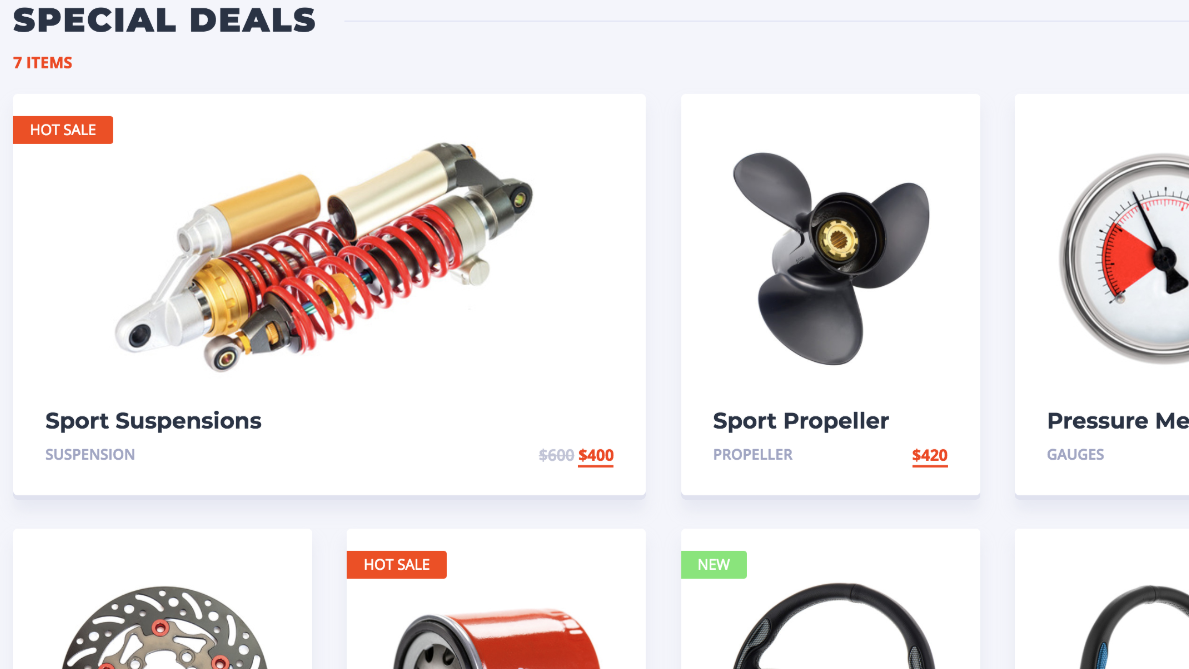 SPECIAL DEALS
7 ITEMS
HOT SALE
Sport Suspensions
SUSPENSION
$600 $400
Sport Propeller
PROPELLER
$420
Pressure Me
GAUGES
HOT SALE
NEW